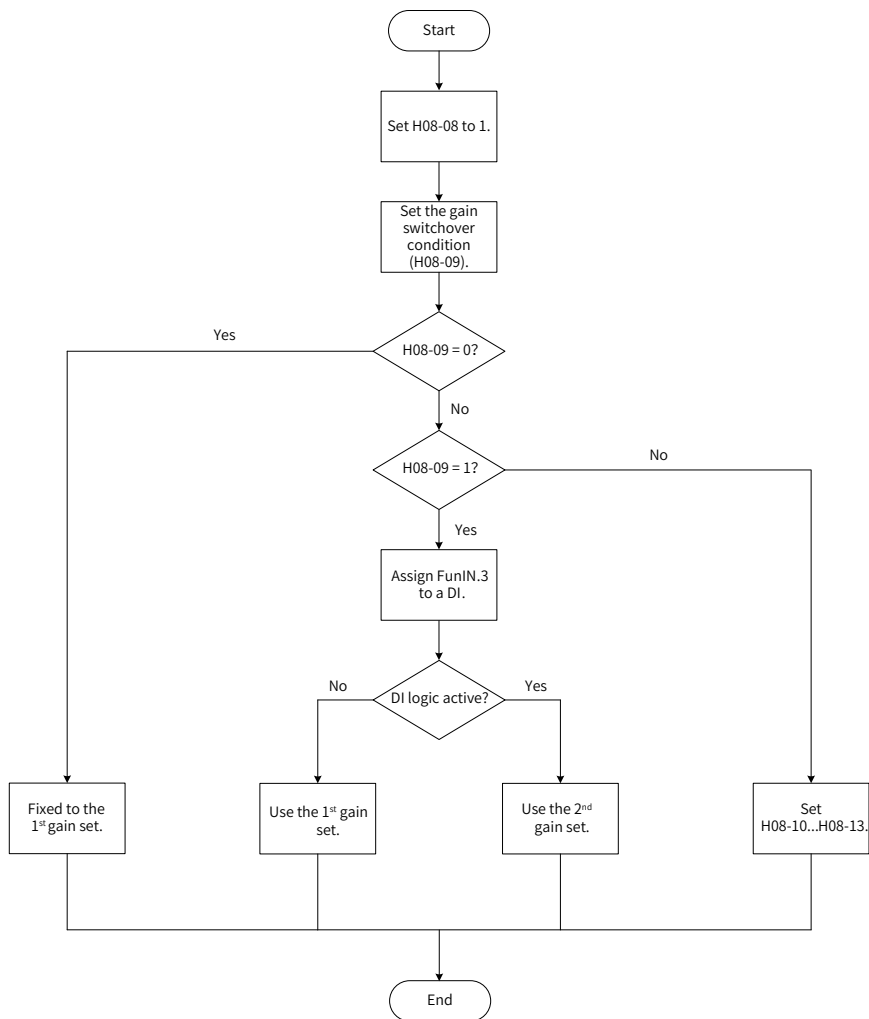 Start
Set H08-08 to 1.
Set the gain
switchover
condition
(H08-09).
Yes
H08-09 = 0?
No
H08-09 = 1?
No
Yes
Assign FunIN.3
to a DI.
No
DI logic active?
Yes
Fixed to the
1st gain set.
Use the 1st gain
set.
Use the 2nd
gain set.
Set
H08-10...H08-13.
End